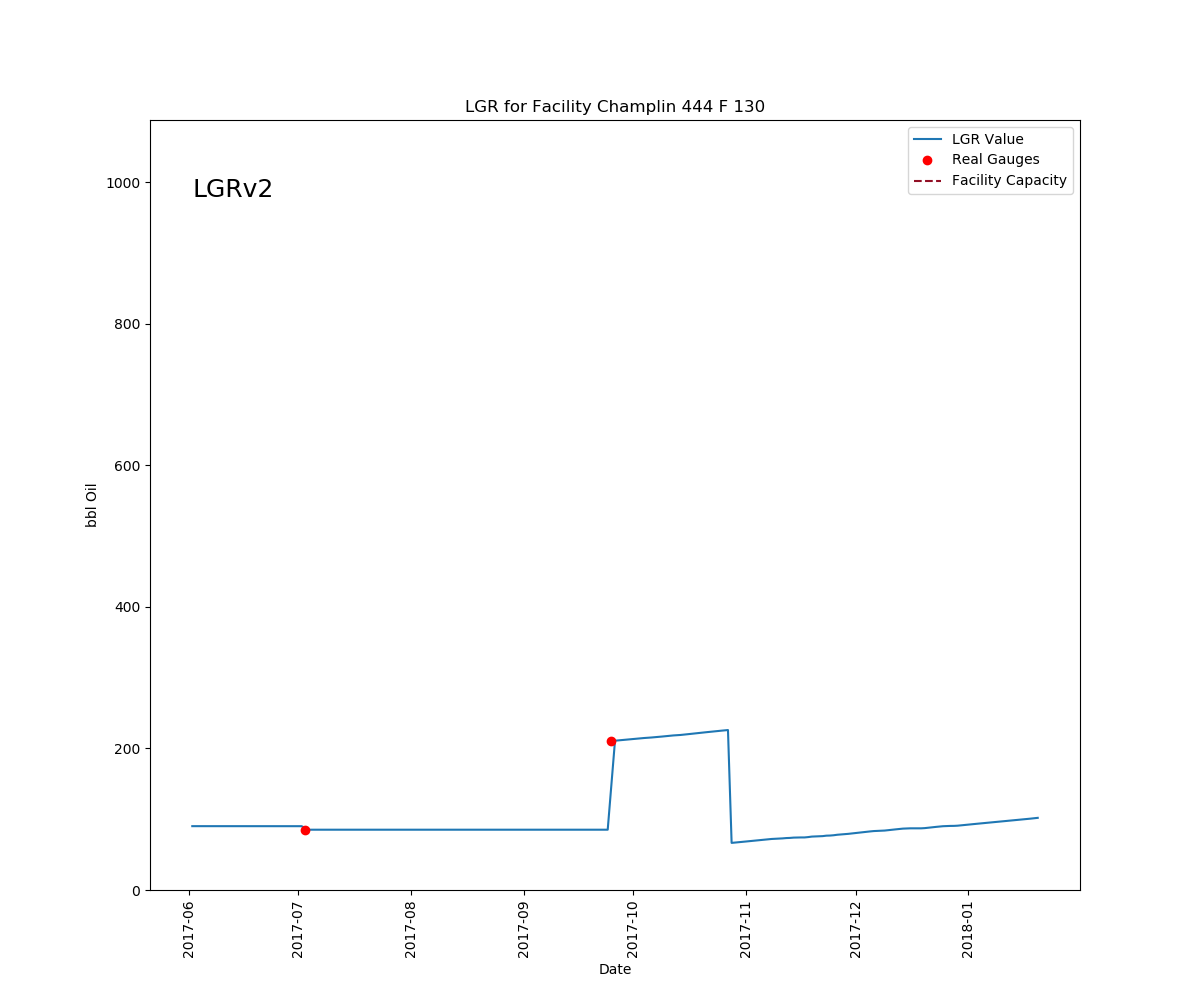 LGR for Facility Champlin 444 F 130
LGR Value
Real Gauges
Facility Capacity
LGRv2
1000
800
600
400
200
0
bbl Oil
2017-06
2017-07
2017-08
2017-09
2017-10
2017-11
2017-12
2018-01
Date